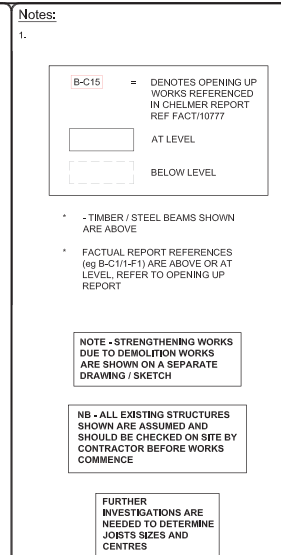 Notes:
1.
B-C15 = DENOTES OPENING UP
WORKS REFERENCED
IN CHELMER REPORT
REF FACT/10777
AT LEVEL
BELOW LEVEL
* - TIMBER / STEEL BEAMS SHOWN
ARE ABOVE
* FACTUAL REPORT REFERENCES
(eg B-C1/1-F1) ARE ABOVE OR AT
LEVEL, REFER TO OPENING UP
REPORT
NOTE - STRENGTHENING WORKS
DUE TO DEMOLITION WORKS
ARE SHOWN ON A SEPARATE
DRAWING / SKETCH
NB - ALL EXISTING STRUCTURES
SHOWN ARE ASSUMED AND
SHOULD BE CHECKED ON SITE BY
CONTRACTOR BEFORE WORKS
COMMENCE
FURTHER
INVESTIGATIONS ARE
NEEDED TO DETERMINE
JOISTS SIZES AND
CENTRES